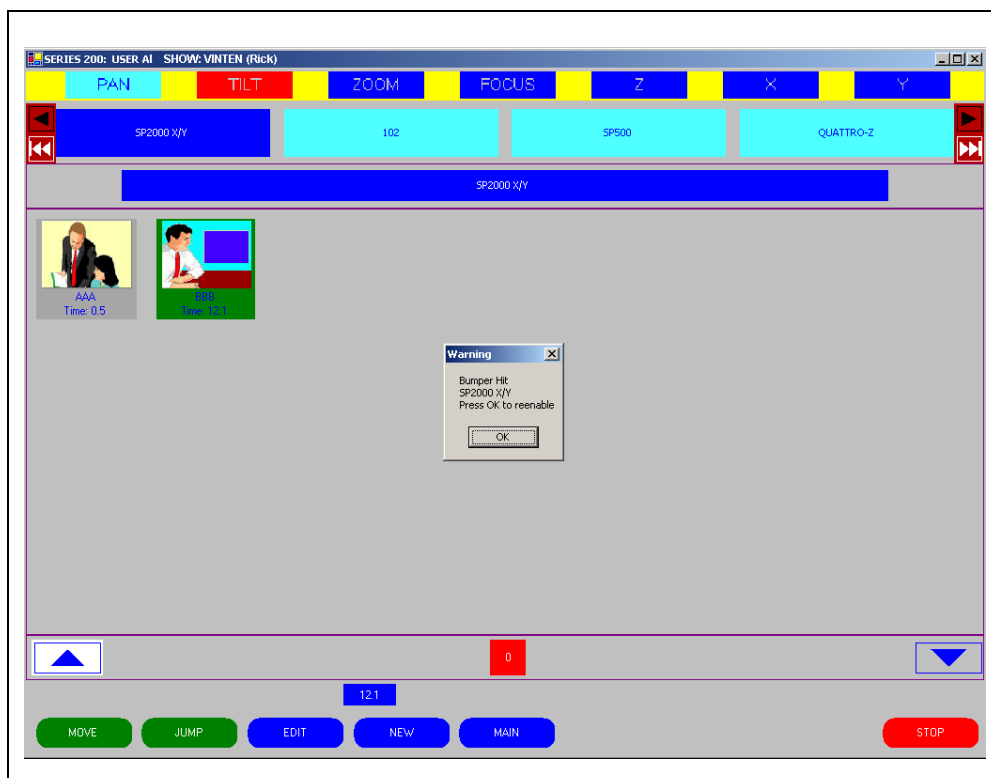 SERIES 200: USER Al SHOW: VINTEN (Rick)
PAN TILT ZOOM FOCUS Z X Y
SP2000 X/Y 102 SP500 QUATTRO-Z
SP2000 X/Y
AAA
Time: 0.5
BBB
Time: 12.1
Warning
Bumper Hit
SP2000 X/Y
Press OK to reenable
OK
0
12.1
MOVE JUMP EDIT NEW MAIN STOP